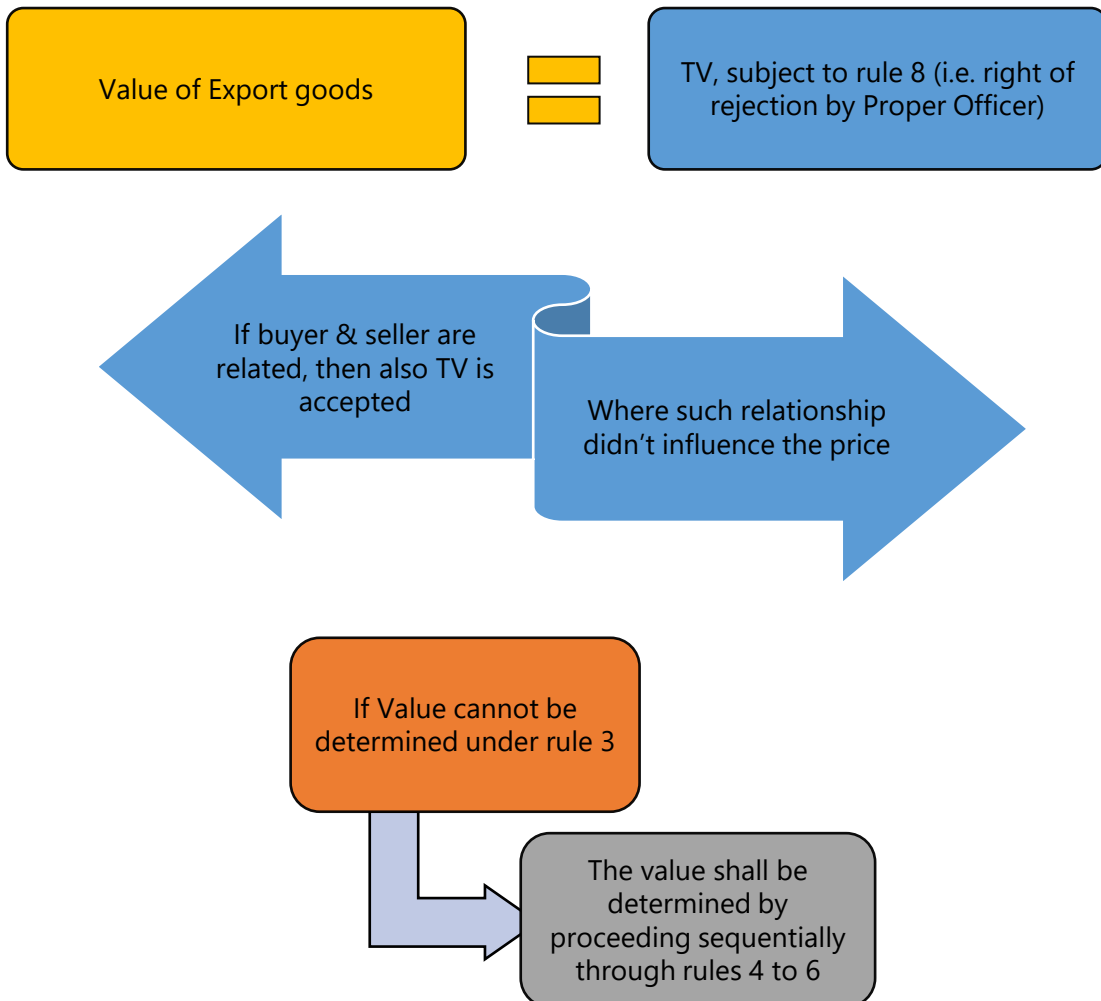 Value of Export goods
TV, subject to rule 8 (i.e. right of
rejection by Proper Officer)
If buyer & seller are
related, then also TV is
accepted
Where such relationship
didn’t influence the price
If Value cannot be
determined under rule 3
The value shall be
determined by
proceeding sequentially
through rules 4 to 6